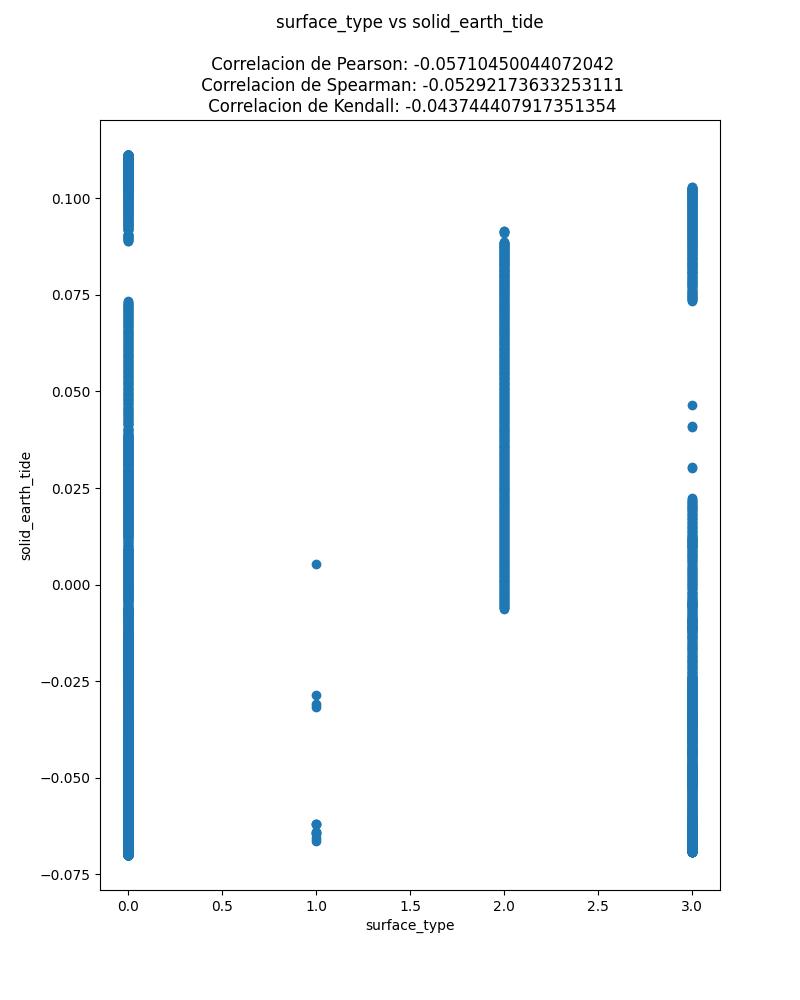 surface_type vs solid_earth_tide
Correlacion de Pearson: -0.05710450044072042
Correlacion de Spearman: -0.05292173633253111
Correlacion de Kendall: -0.043744407917351354
0.100
0.075
0.050
0.025
0.000
−0.025
−0.050
−0.075
solid_earth_tide
0.0 0.5 1.0 1.5 2.0 2.5 3.0
surface_type